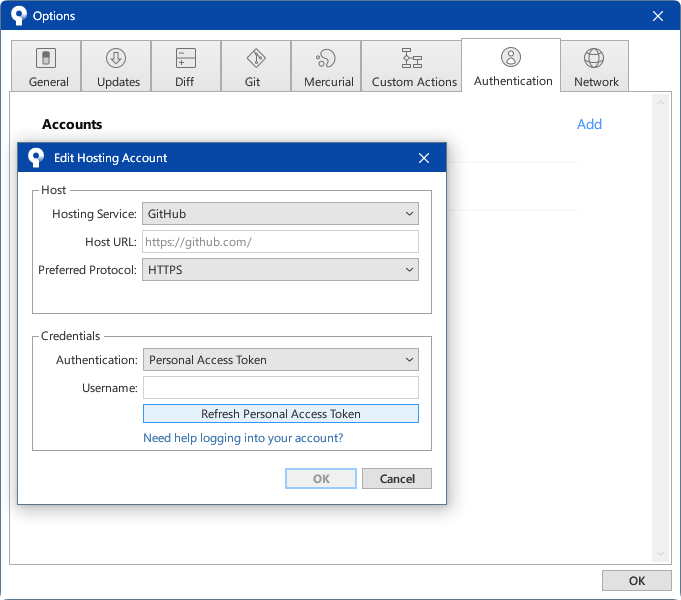 Options
General Updates Diff Git Mercurial Custom Actions Authentication Network
Accounts Add
Edit Hosting Account
Host
Hosting Service: GitHub
Host URL: https://github.com/
Preferred Protocol: HTTPS
Credentials
Authentication: Personal Access Token
Username:
Refresh Personal Access Token
Need help logging into your account?
OK Cancel
OK